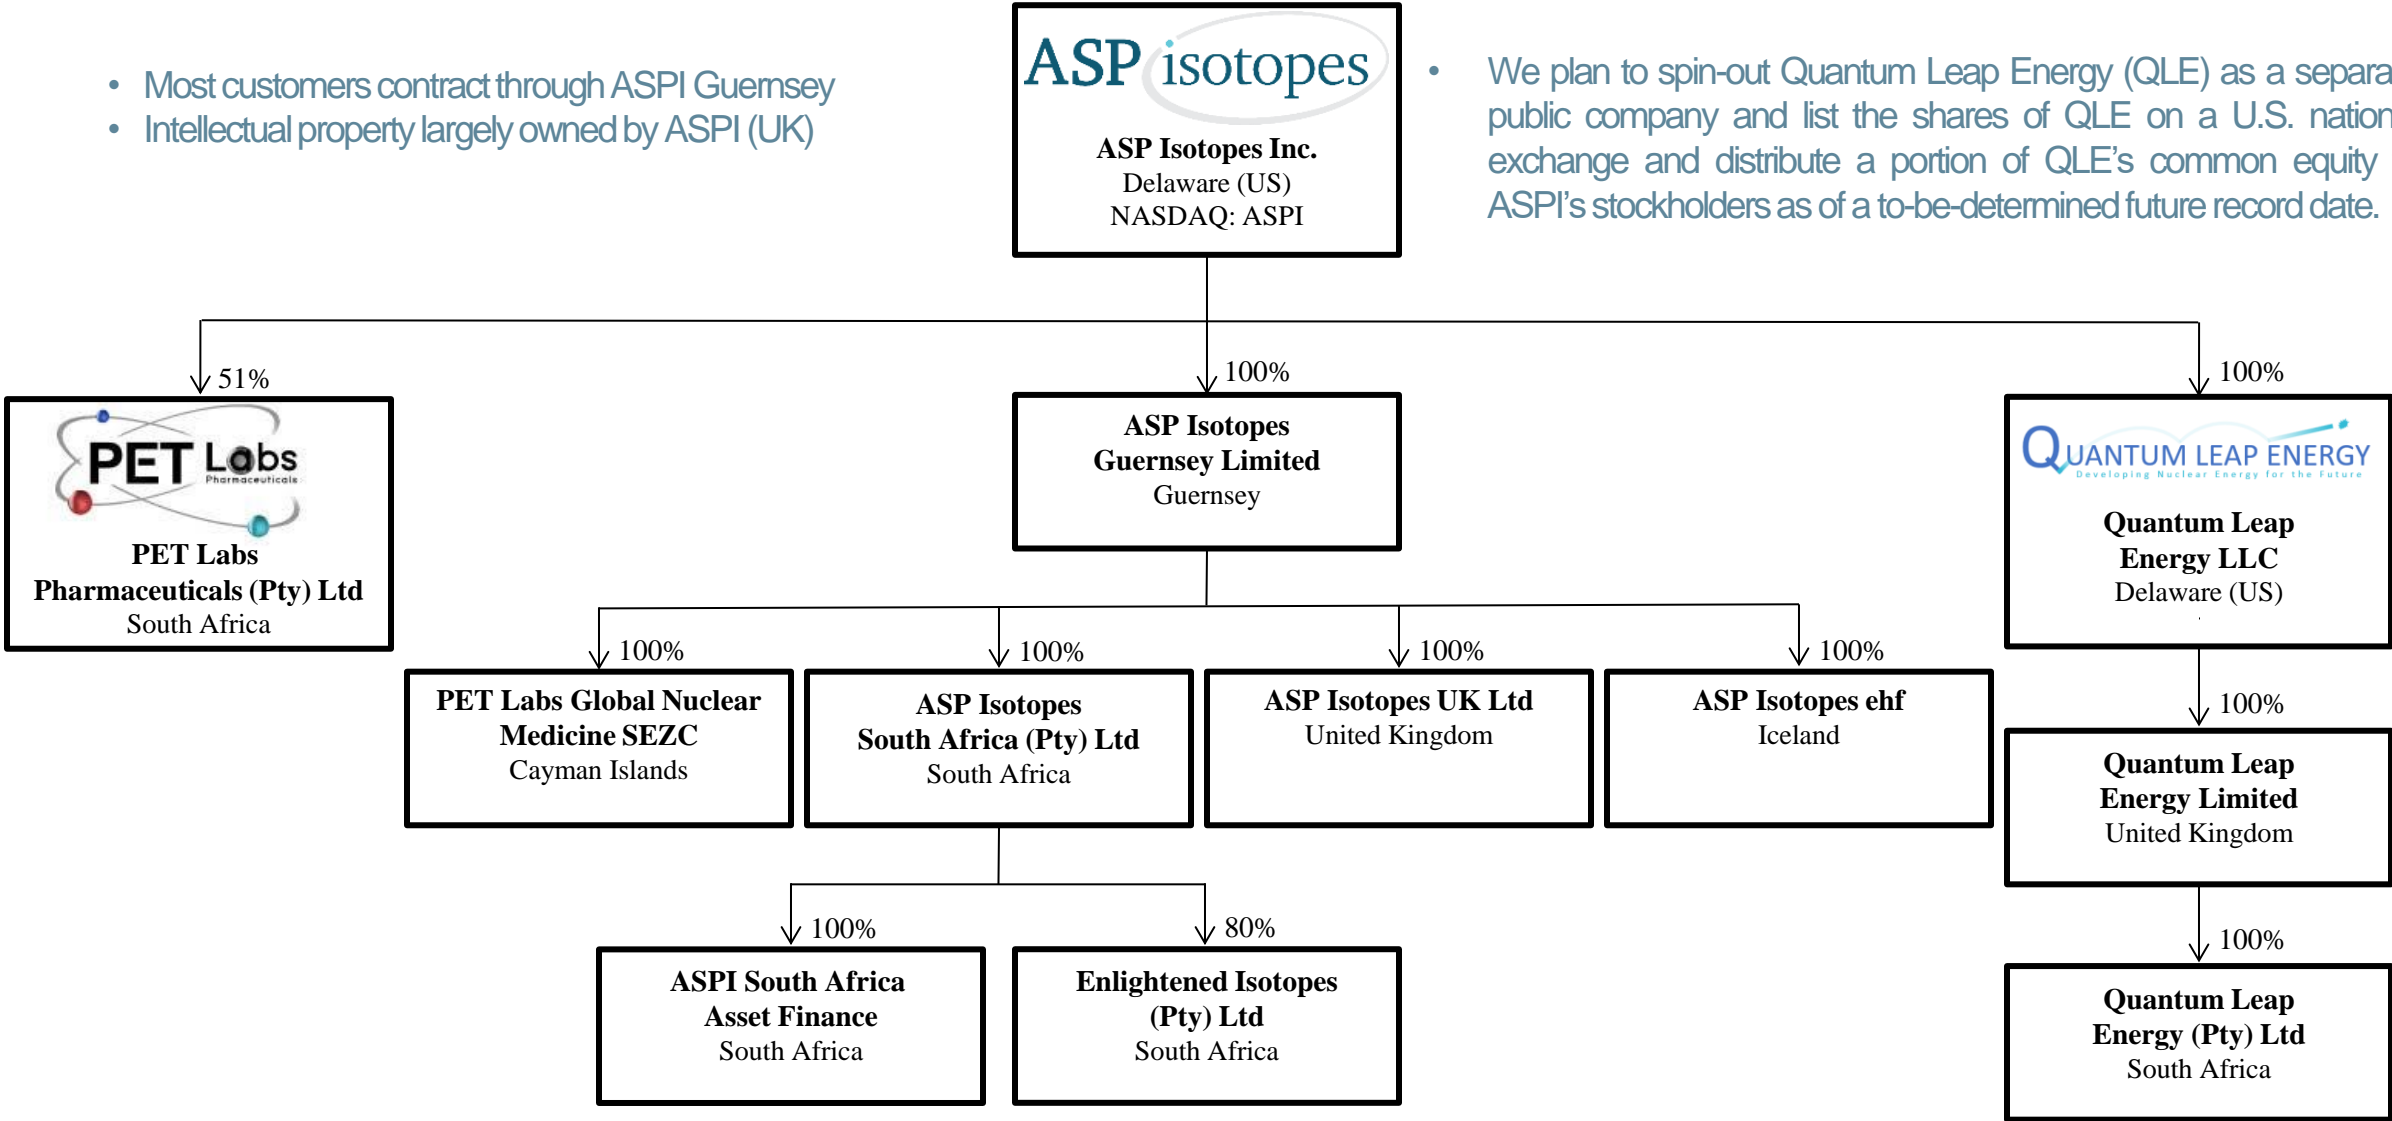 • Most customers contract through ASPI Guernsey
• Intellectual property largely owned by ASPI (UK)
ASP isotopes
ASP Isotopes Inc.
Delaware (US)
NASDAQ: ASPI
• We plan to spin-out Quantum Leap Energy (QLE) as a separa
public company and list the shares of QLE on a U.S. nation
exchange and distribute a portion of QLE's common equity
ASPI's stockholders as of a to-be-determined future record date.
51%
100%
100%
PET Labs
Pharmaceuticals
PET Labs
Pharmaceuticals (Pty) Ltd
South Africa
ASP Isotopes
Guernsey Limited
Guernsey
QUANTUM LEAP ENERGY
Developing Nuclear Energy for the Future
Quantum Leap
Energy LLC
Delaware (US)
100%
100%
100%
100%
100%
PET Labs Global Nuclear
Medicine SEZC
Cayman Islands
ASP Isotopes
South Africa (Pty) Ltd
South Africa
ASP Isotopes UK Ltd
United Kingdom
ASP Isotopes ehf
Iceland
Quantum Leap
Energy Limited
United Kingdom
100%
80%
100%
ASPI South Africa
Asset Finance
South Africa
Enlightened Isotopes
(Pty) Ltd
South Africa
Quantum Leap
Energy (Pty) Ltd
South Africa